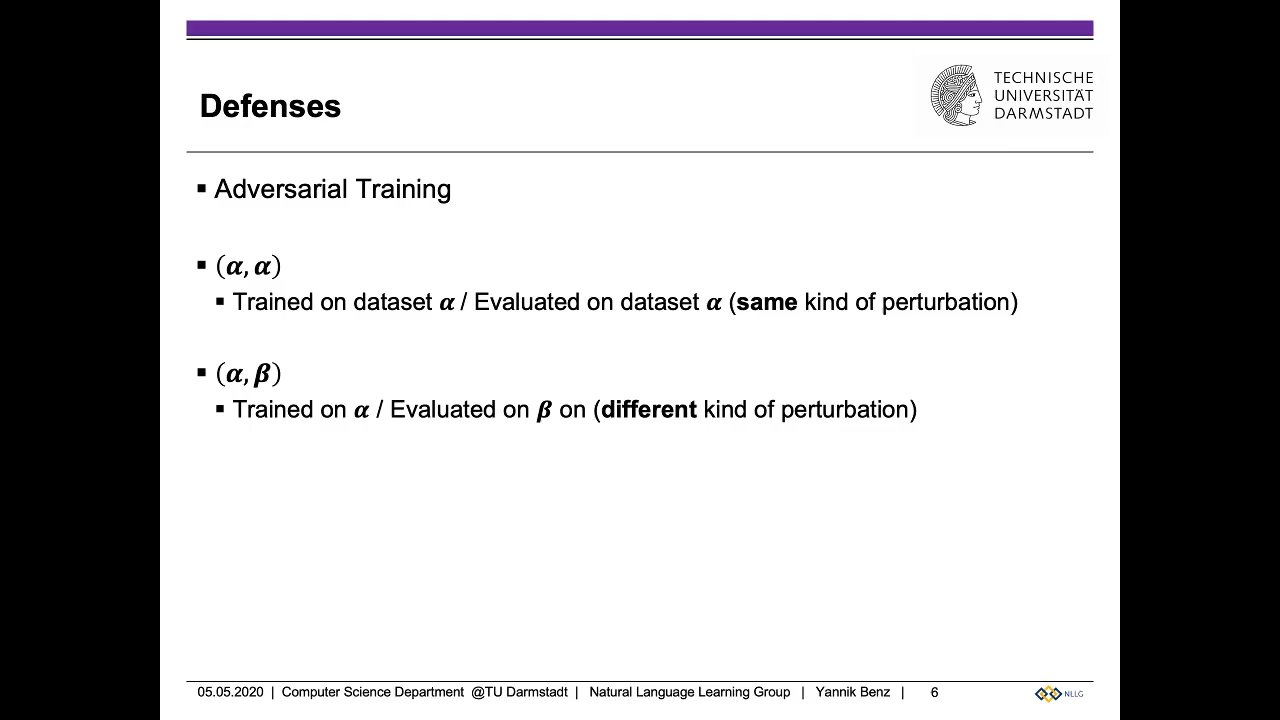 TECHNISCHE
UNIVERSITÄT
DARMSTADT
Defenses
▪ Adversarial Training
▪ (α, α)
▪ Trained on dataset α / Evaluated on dataset α (same kind of perturbation)
▪ (α, β)
▪ Trained on α / Evaluated on β on (different kind of perturbation)
05.05.2020 | Computer Science Department @TU Darmstadt | Natural Language Learning Group | Yannik Benz | 6
NLLG